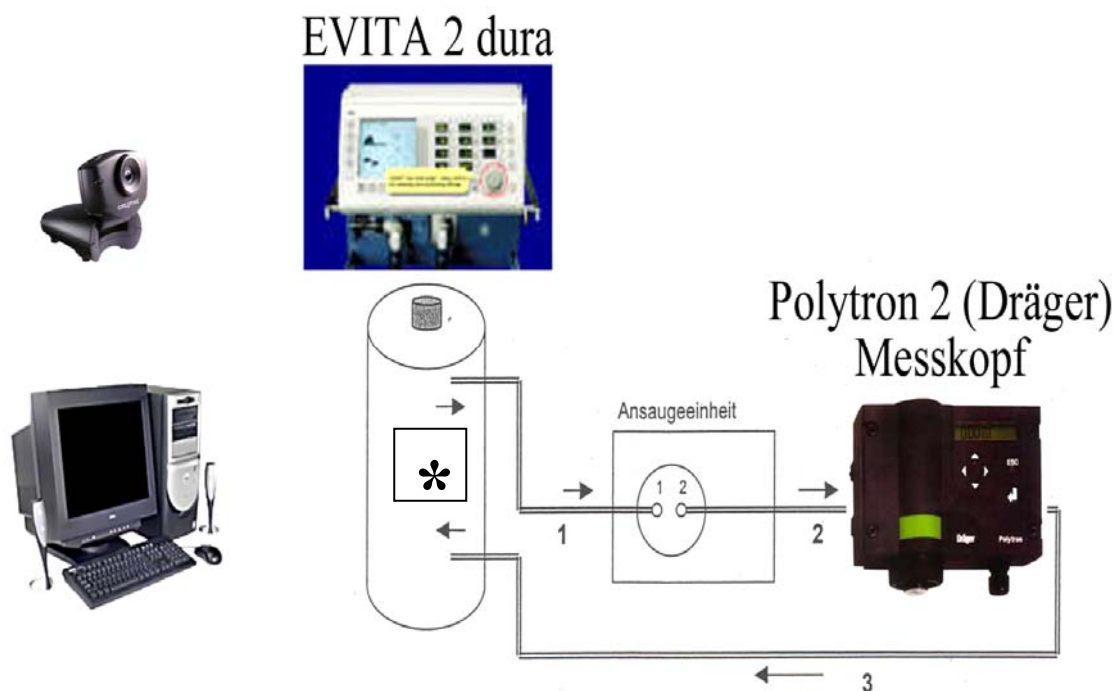 EVITA 2 dura
Polytron 2 (Dräger)
Messkopf
Ansaugeeinheit
1 2
*
1
2
3
ESC
Dräger
Polytron